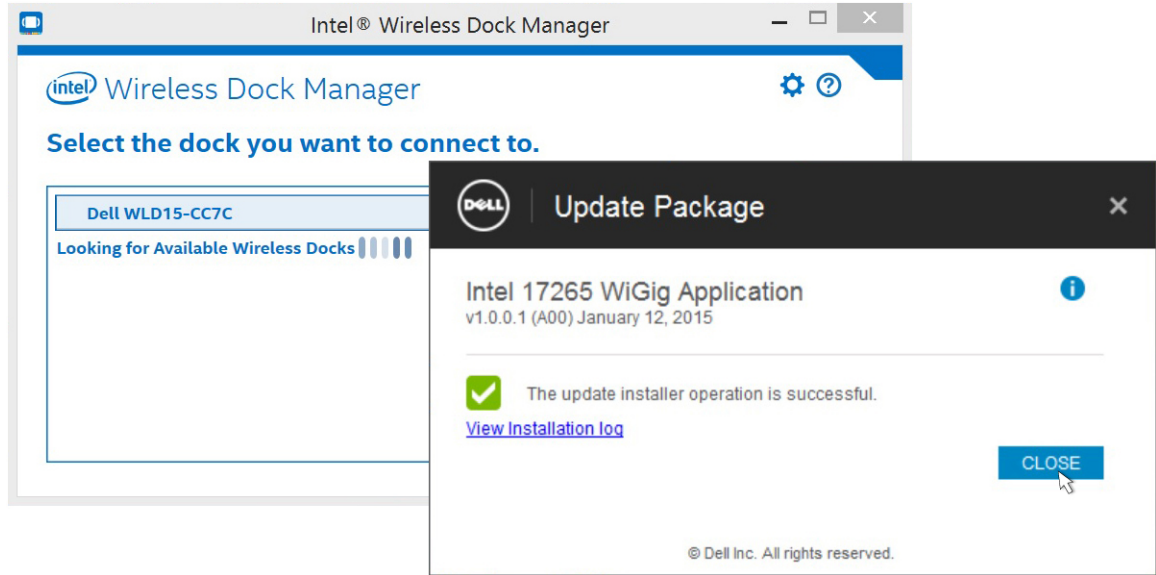 Intel® Wireless Dock Manager
intel Wireless Dock Manager
Select the dock you want to connect to.
Dell WLD15-CC7C
Looking for Available Wireless Docks
DELL Update Package
Intel 17265 WiGig Application
v1.0.0.1 (A00) January 12, 2015
The update installer operation is successful.
View Installation log
CLOSE
© Dell Inc. All rights reserved.